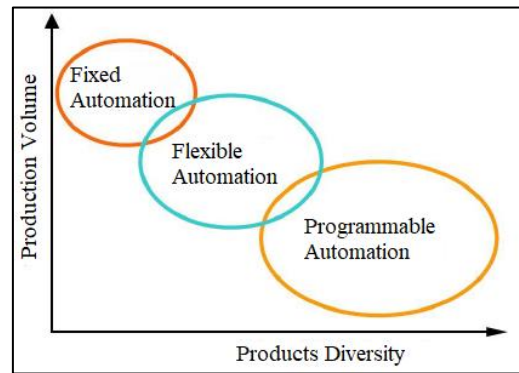 Fixed
Automation
Flexible
Automation
Programmable
Automation
Production Volume
Products Diversity